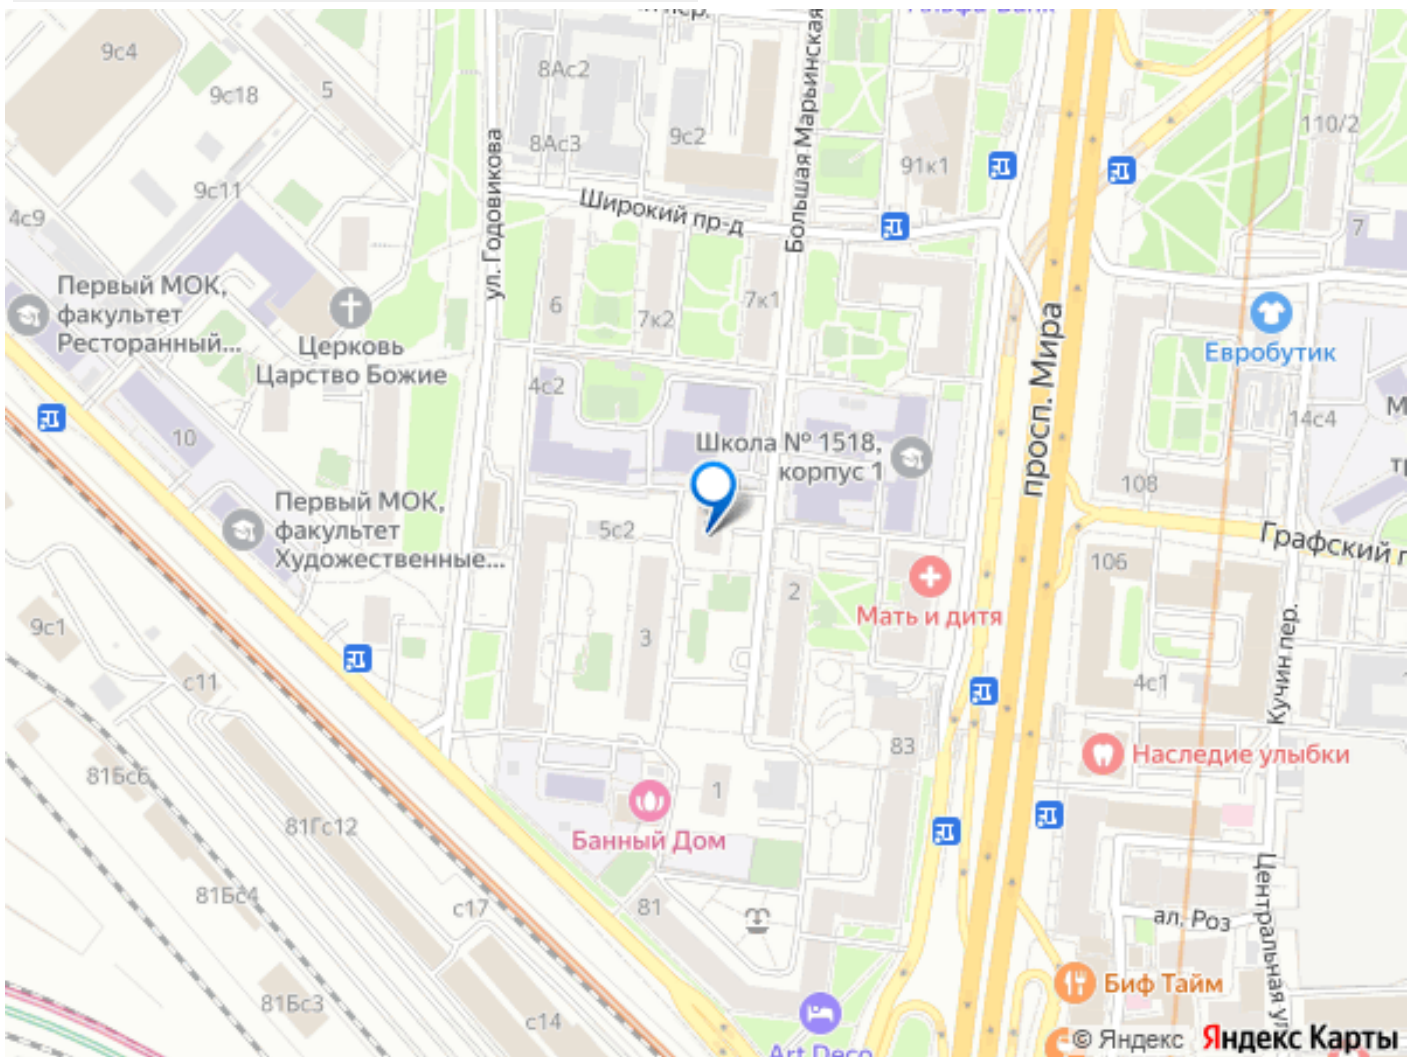 9с4
9с18
5
8Ас2
8Ас3
9с2
Большая Марьинская
91к1
110/2
9с11
4с9
ул. Годовикова
Широкий пр-д
7
Первый МОК,
факультет
Ресторанный...
Церковь
Царство Божие
6
7к2
7к1
просп. Мира
Евробутик
4с2
14с4
10
Школа № 1518,
корпус 1
108
Первый МОК,
факультет
Художественные...
5с2
Графский
106
2
Мать и дитя
9с1
3
с11
4с1
Кучин пер.
83
Наследие улыбки
81Бс6
1
81Гс12
Банный Дом
81Бс4
с17
81
ал. Роз
Центральная
81Бс3
с14
Биф Тайм
Art Deco
© Яндекс Яндекс Карты